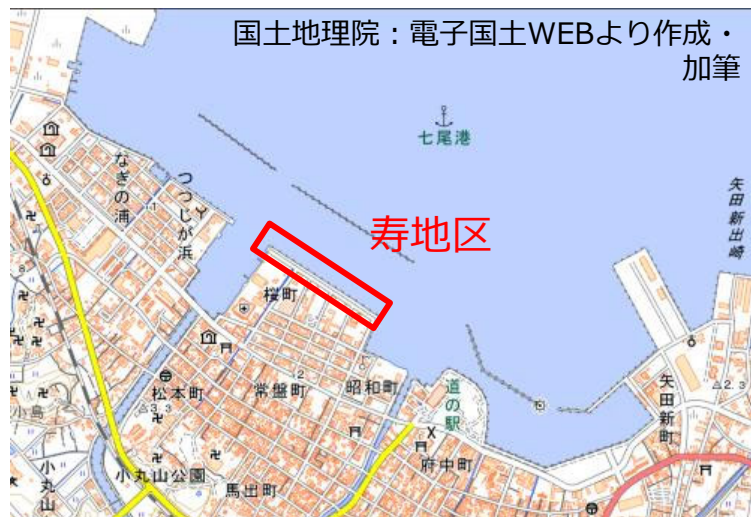 国土地理院：電子国土WEBより作成・
加筆
七尾港
矢田新出崎
なぎの浦
つつじが浜
寿地区
桜町
松本町
常盤町
昭和町
道の駅
矢田新町
小島
小丸山
小丸山公園
馬出町
府中町